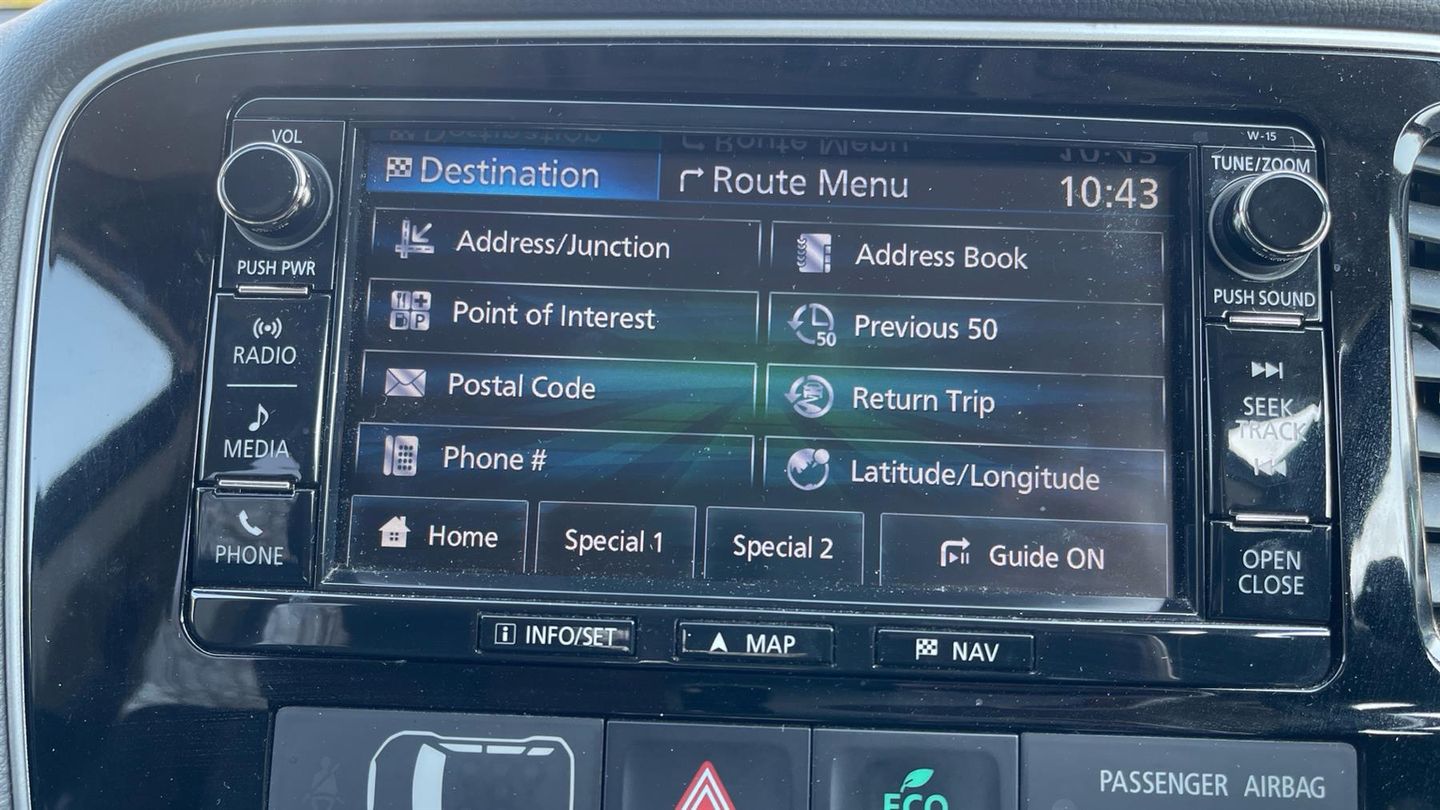 VOL
W-15
TUNE/ZOOM
PUSH PWR
PUSH SOUND
RADIO
MEDIA
PHONE
SEEK
TRACK
OPEN
CLOSE
Destination
Route Menu
10:43
Address/Junction
Address Book
Point of Interest
50
Previous 50
P
Postal Code
Return Trip
Phone #
Latitude/Longitude
Home
Special 1
Special 2
Guide ON
i INFO/SET
MAP
NAV
ECO
PASSENGER AIRBAG